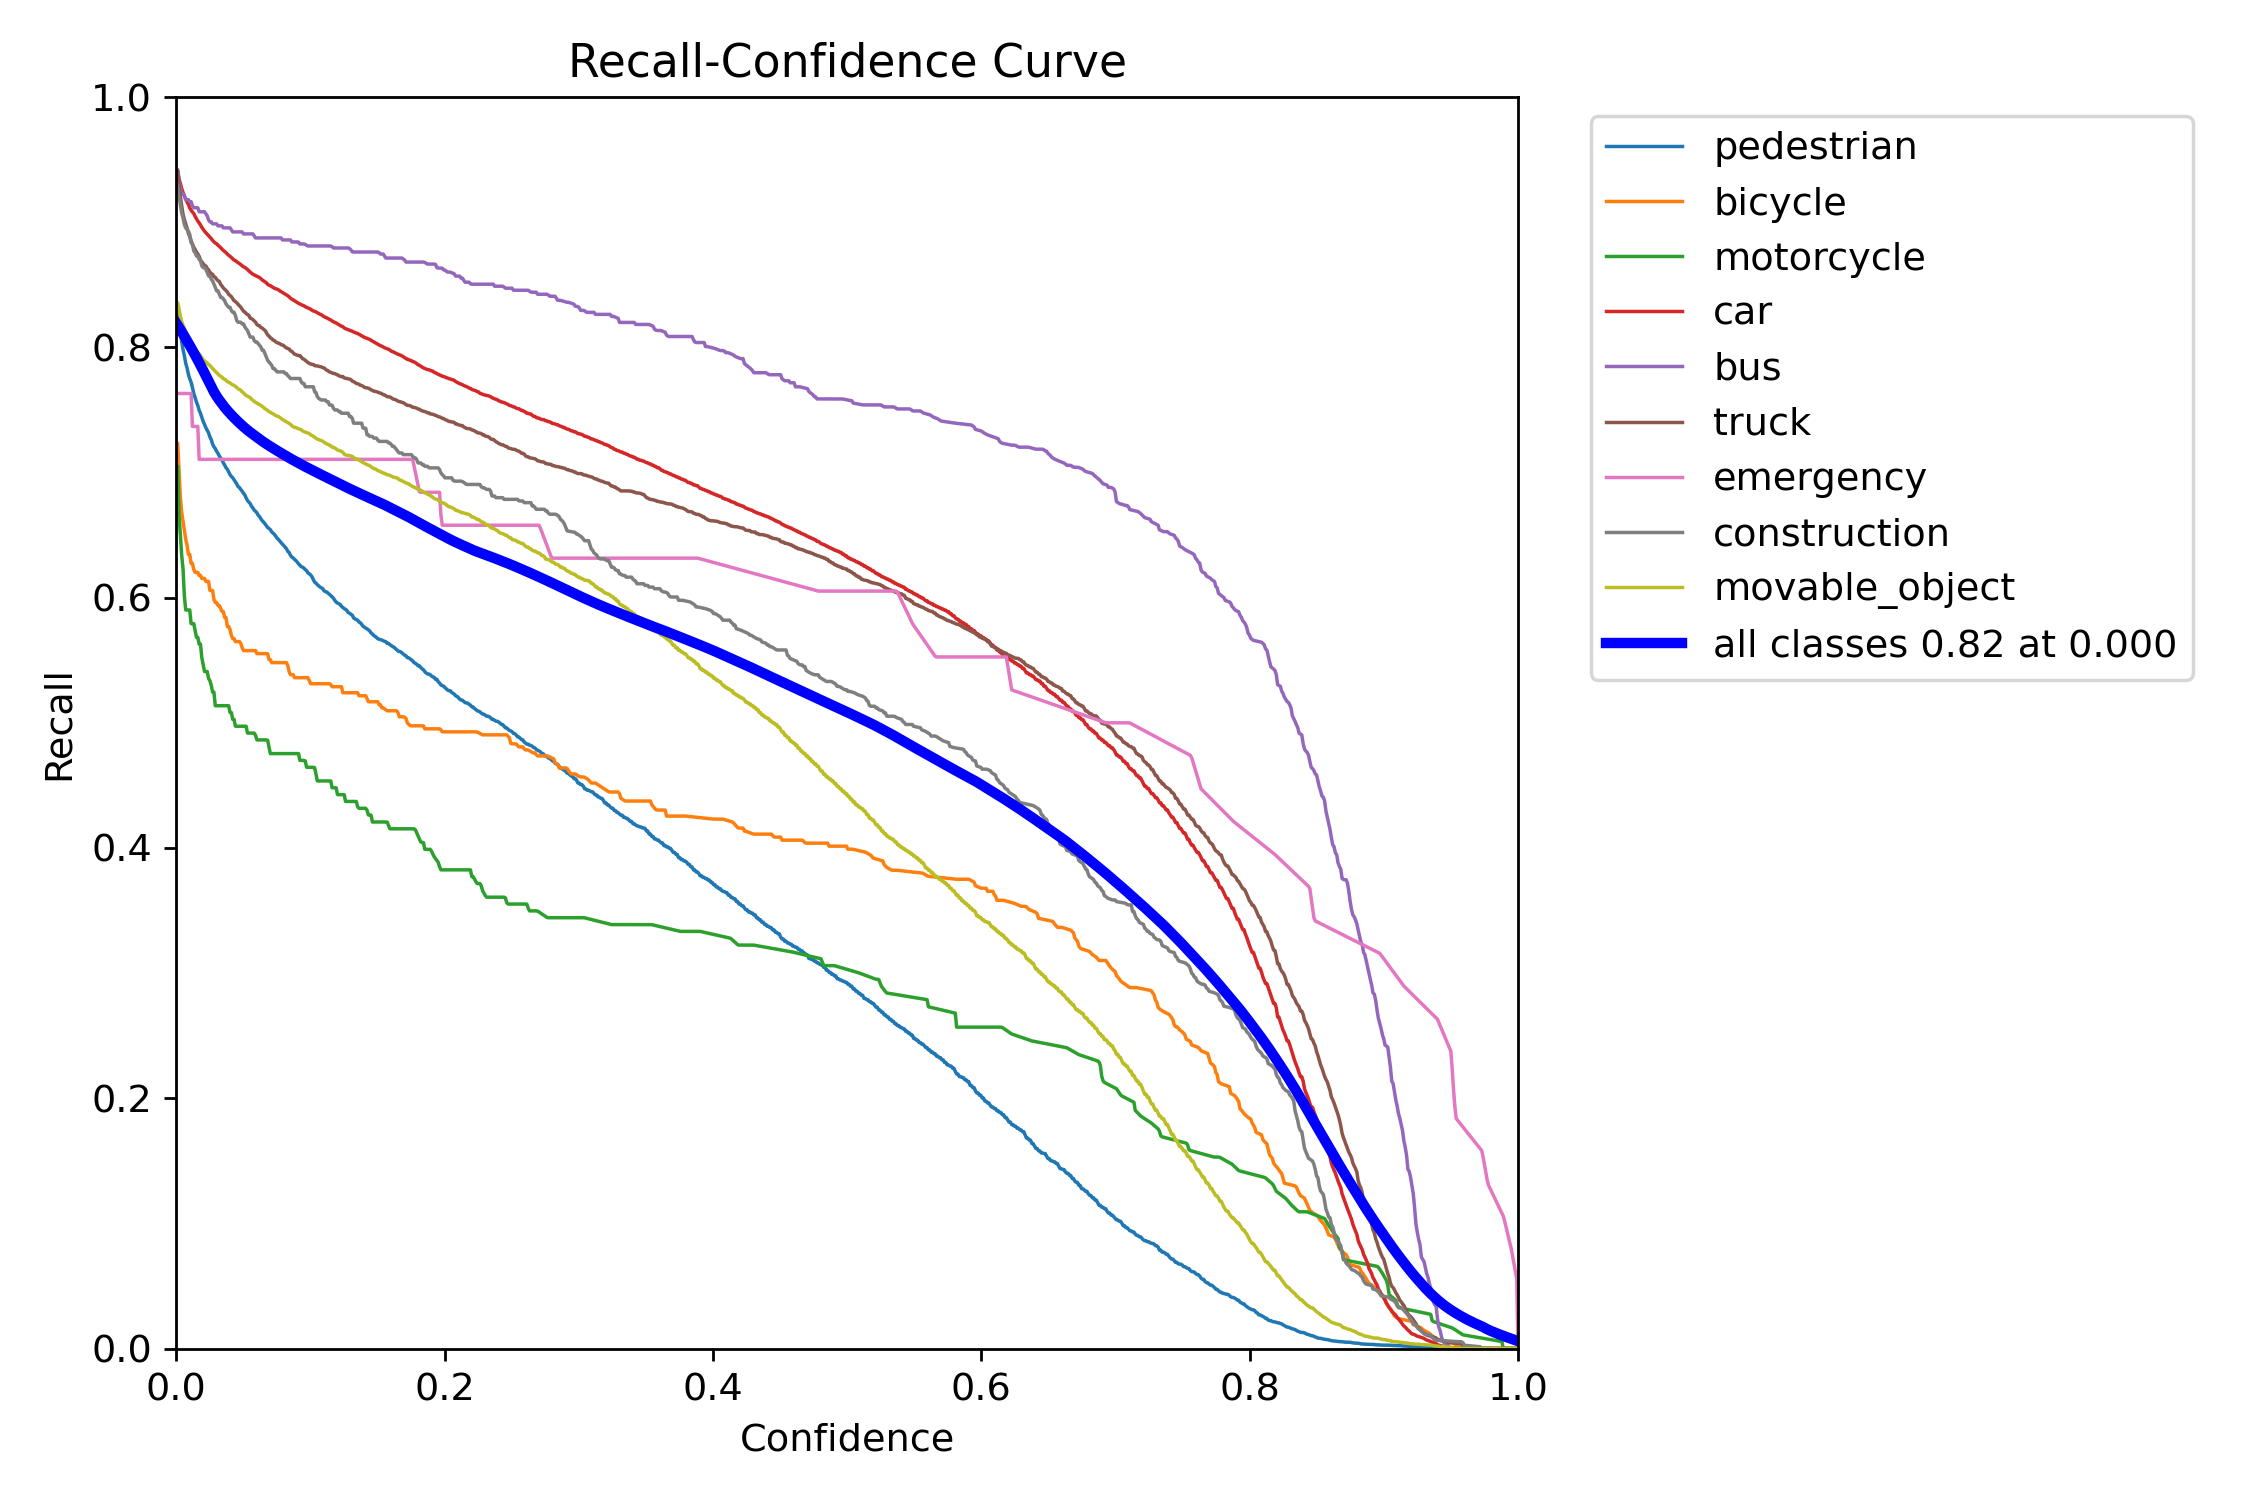 Recall-Confidence Curve
1.0
0.8
0.6
0.4
0.2
0.0
Recall
0.0 0.2 0.4 0.6 0.8 1.0
Confidence
pedestrian
bicycle
motorcycle
car
bus
truck
emergency
construction
movable_object
all classes 0.82 at 0.000